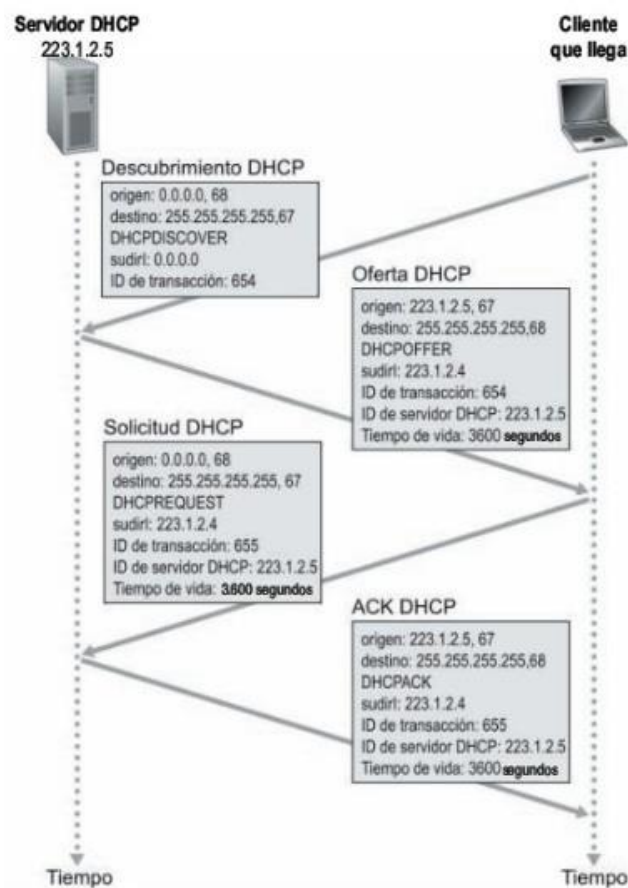 Servidor DHCP
223.1.2.5
Cliente
que llega
Descubrimiento DHCP
origen: 0.0.0.0, 68
destino: 255.255.255.255,67
DHCPDISCOVER
sudirI: 0.0.0.0
ID de transacción: 654
Oferta DHCP
origen: 223.1.2.5, 67
destino: 255.255.255.255,68
DHCPOFFER
sudirI: 223.1.2.4
ID de transacción: 654
ID de servidor DHCP: 223.1.2.5
Tiempo de vida: 3600 segundos
Solicitud DHCP
origen: 0.0.0.0, 68
destino: 255.255.255.255, 67
DHCPREQUEST
sudirI: 223.1.2.4
ID de transacción: 655
ID de servidor DHCP: 223.1.2.5
Tiempo de vida: 3.600 segundos
ACK DHCP
origen: 223.1.2.5, 67
destino: 255.255.255.255,68
DHCPACK
sudirI: 223.1.2.4
ID de transacción: 655
ID de servidor DHCP: 223.1.2.5
Tiempo de vida: 3600 segundos
Tiempo
Tiempo